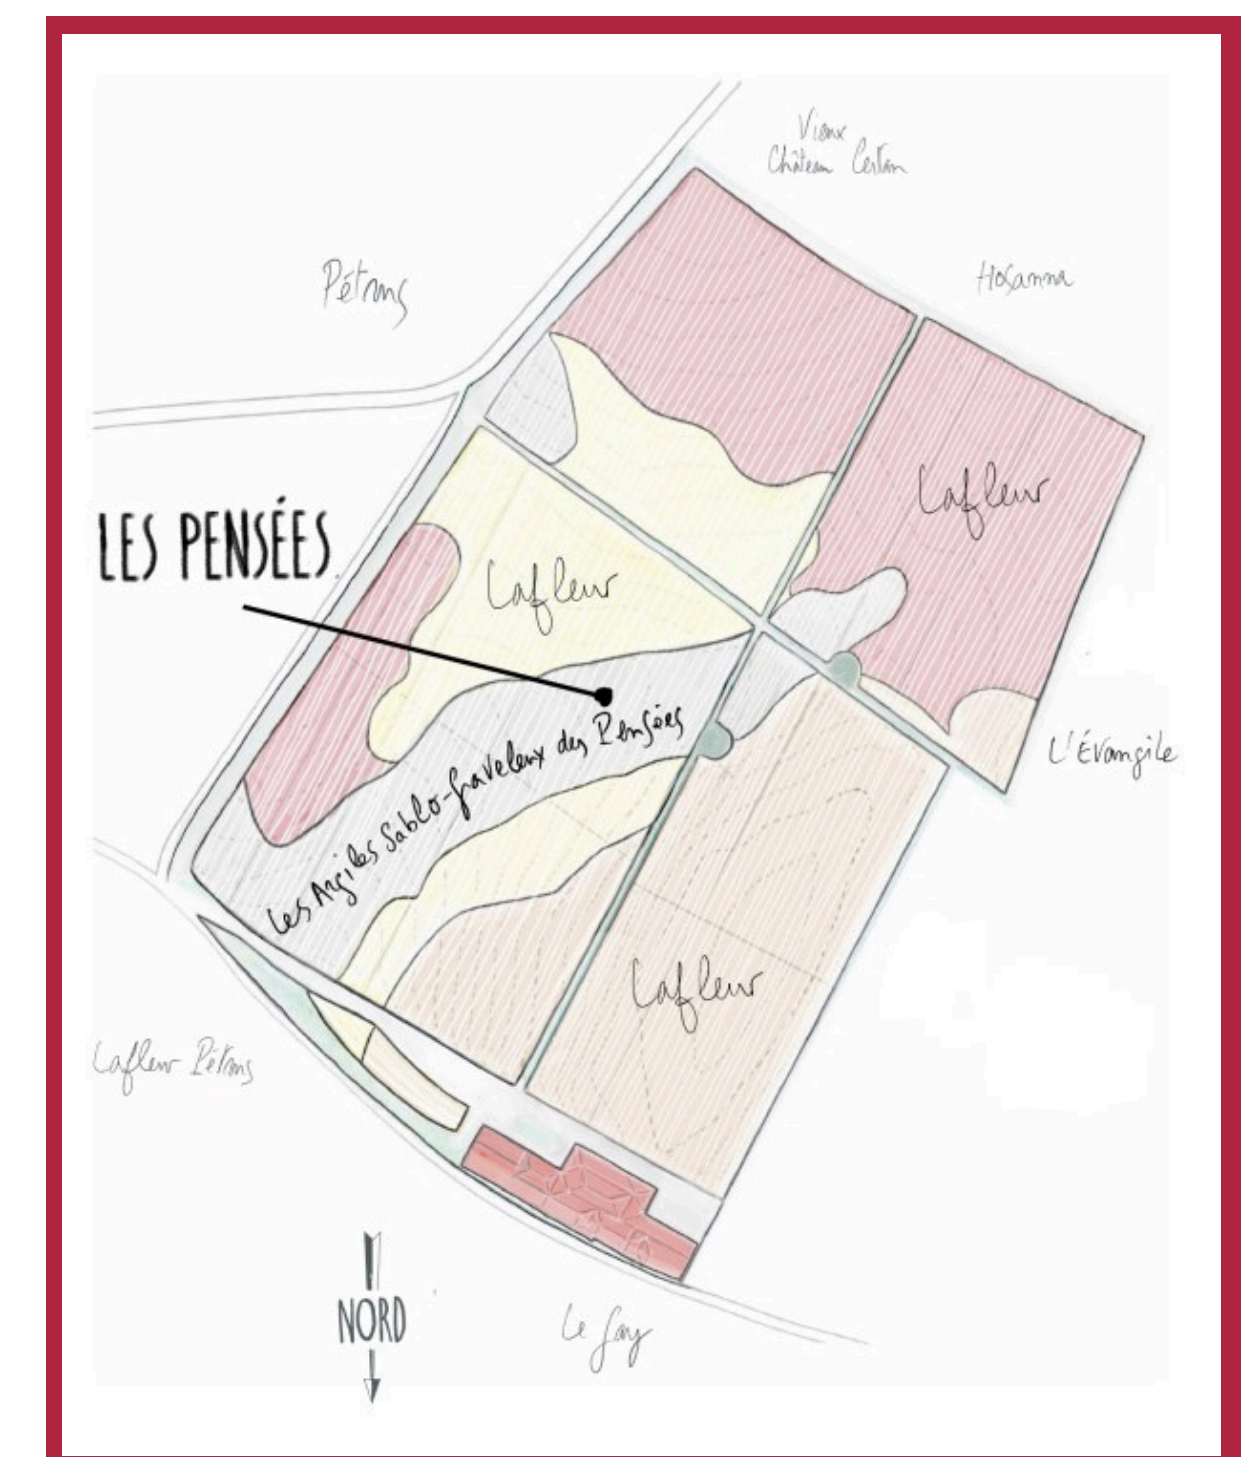 Vieux
Château Certan
Pétrus
Hosanna
Lafleur
LES PENSÉES
Lafleur
Les Argiles Sablo-Graveleux des Pensées
L'Évangile
Lafleur
Lafleur Pétrus
NORD
Le Gay